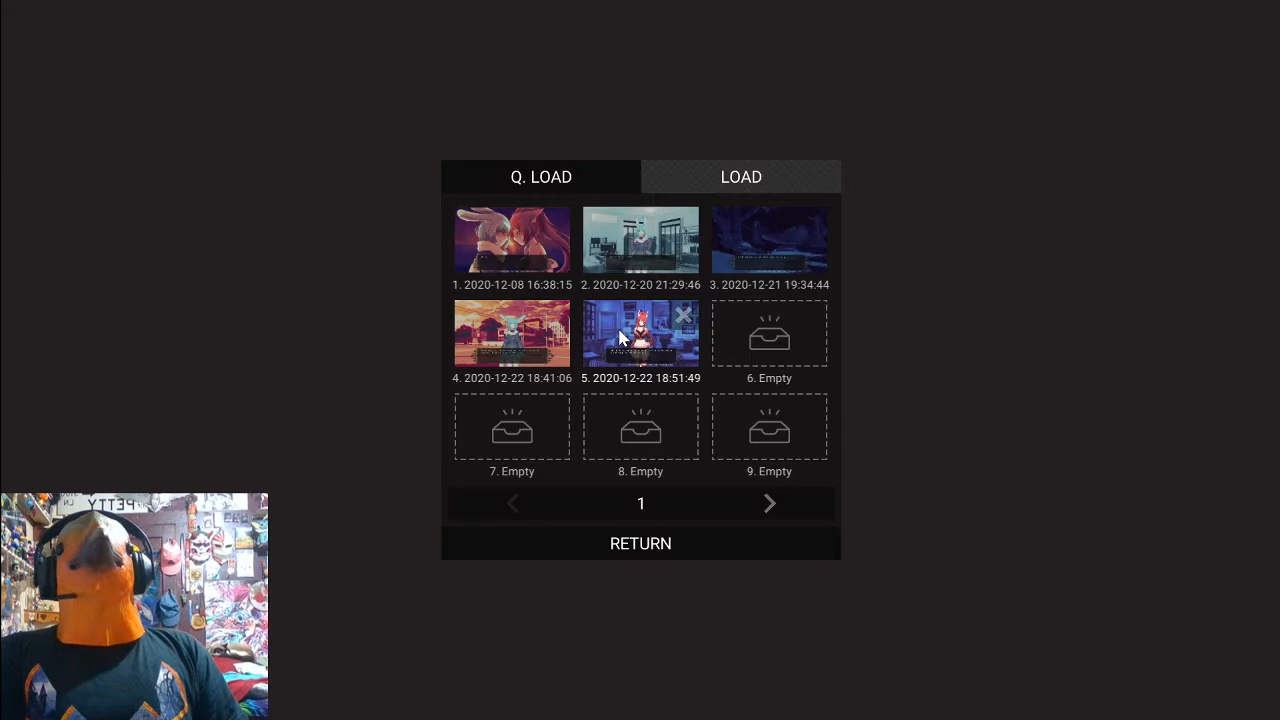 Q. LOAD
LOAD
1. 2020-12-08 16:38:15
2. 2020-12-20 21:29:46
3. 2020-12-21 19:34:44
4. 2020-12-22 18:41:06
5. 2020-12-22 18:51:49
6. Empty
7. Empty
8. Empty
9. Empty
1
RETURN
PETTY